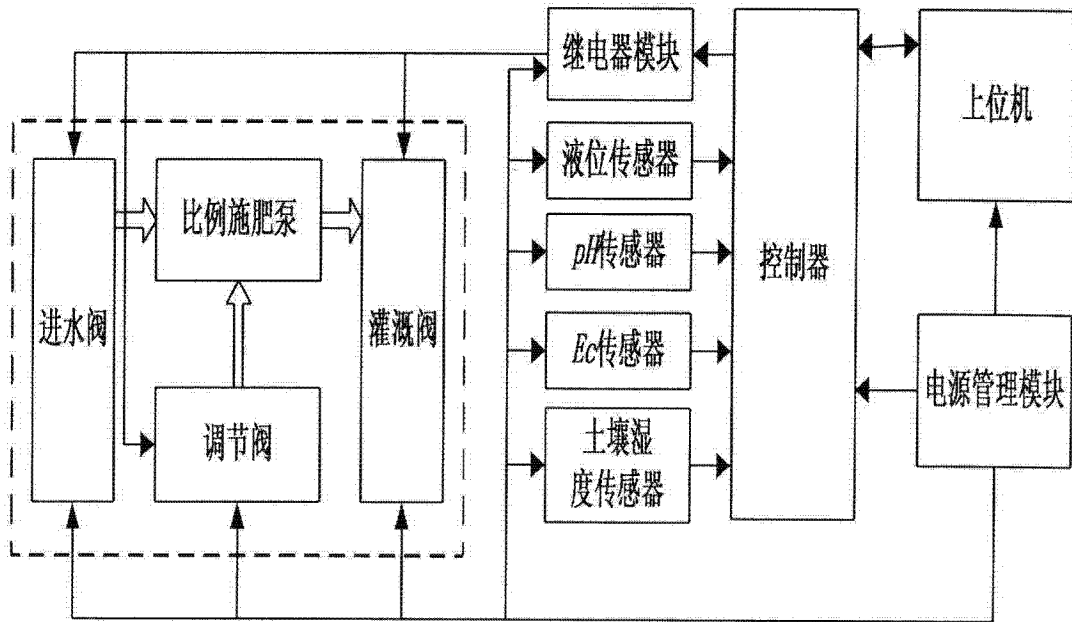 继电器模块
上位机
液位传感器
比例施肥泵
pH传感器
控制器
进水阀
灌溉阀
Ec传感器
电源管理模块
调节阀
土壤湿
度传感器